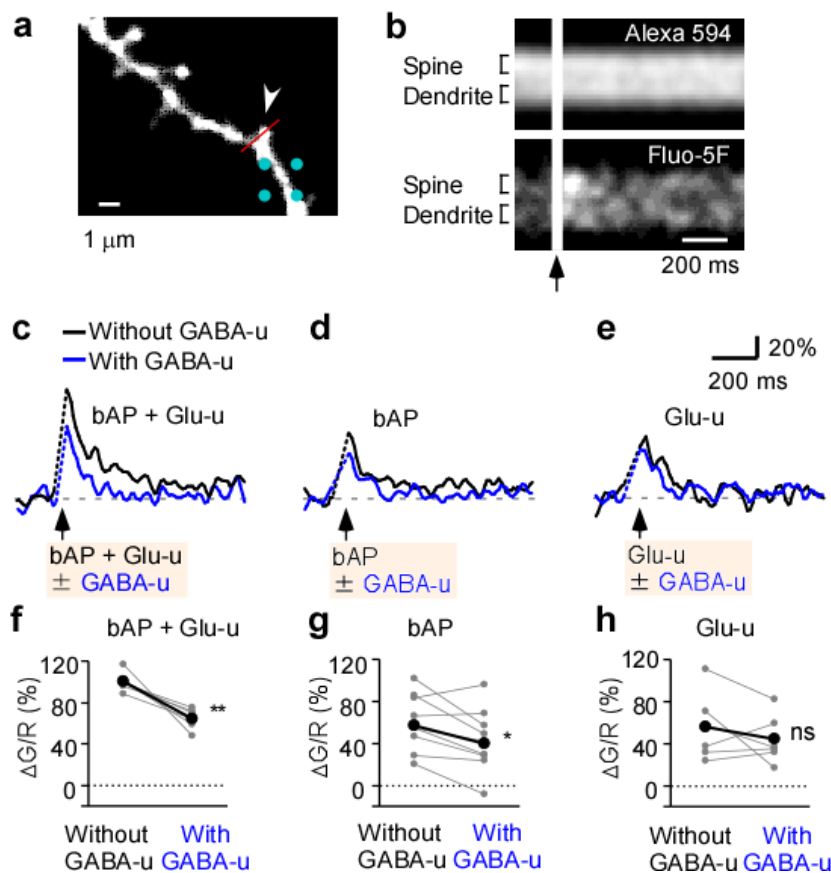 a
1 μm
b
Alexa 594
Spine
Dendrite
Fluo-5F
Spine
Dendrite
200 ms
c
Without GABA-u
With GABA-u
bAP + Glu-u
bAP + Glu-u
± GABA-u
d
bAP
bAP
± GABA-u
e
20%
200 ms
Glu-u
Glu-u
± GABA-u
f
bAP + Glu-u
ΔG/R (%)
120
80
40
0
**
Without
GABA-u
With
GABA-u
g
bAP
ΔG/R (%)
120
80
40
0
*
Without
GABA-u
With
GABA-u
h
Glu-u
ΔG/R (%)
120
80
40
0
ns
Without
GABA-u
With
GABA-u